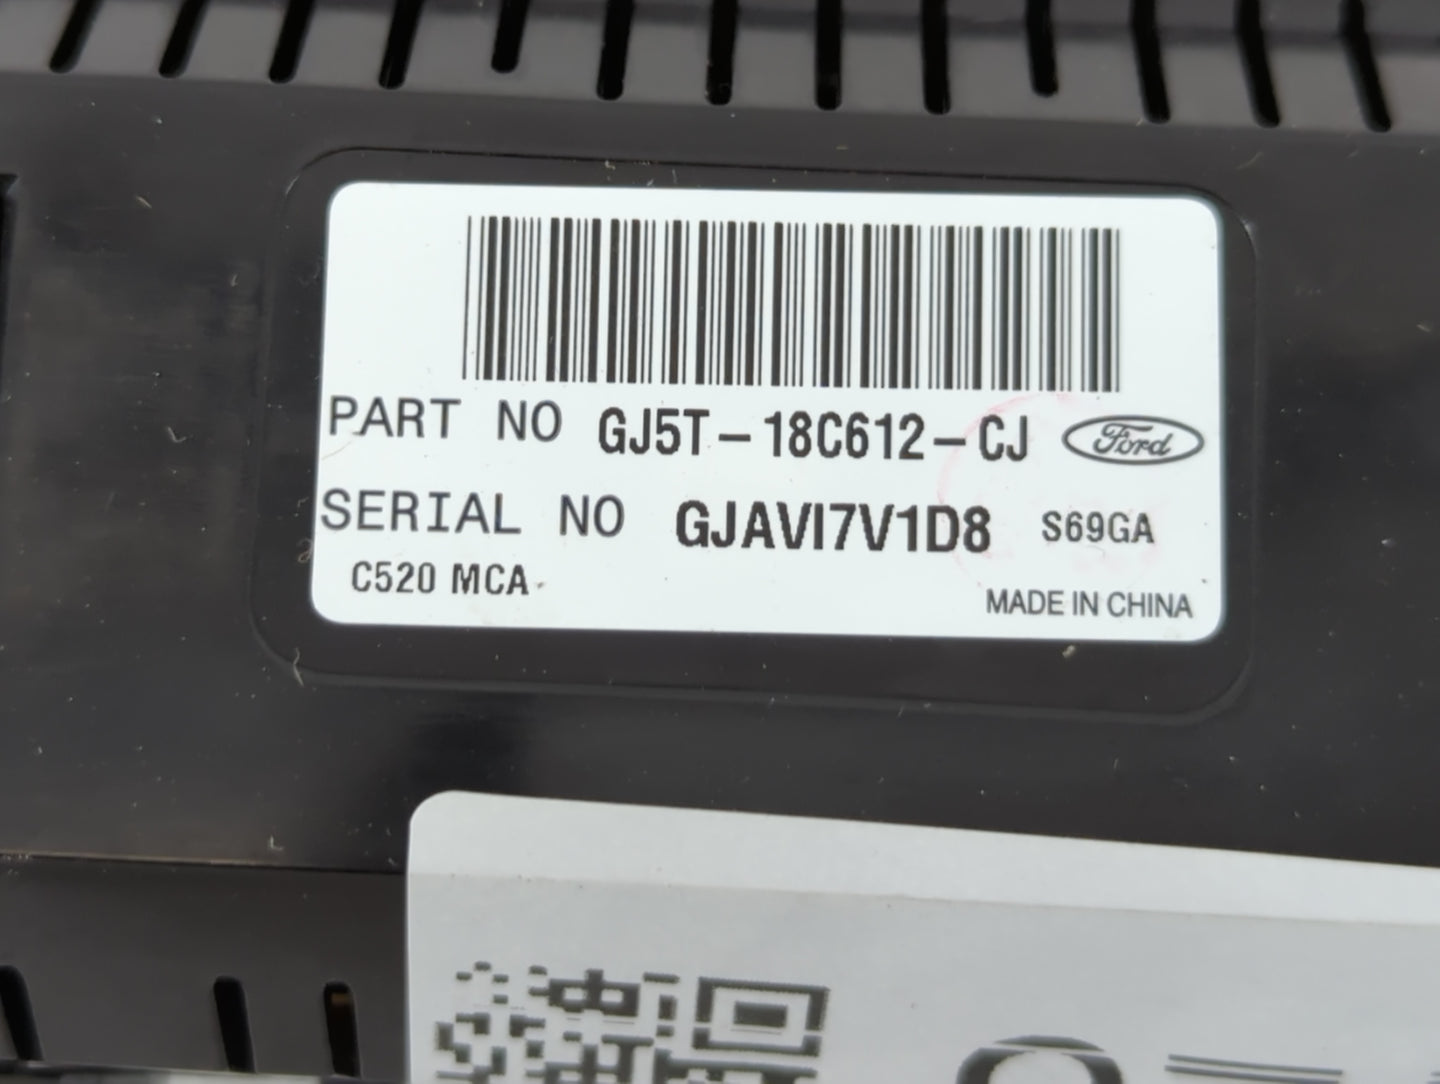 PART NO GJ5T-18C612-CJ Ford
SERIAL NO GJAVI7V1D8 S69GA
C520 MCA
MADE IN CHINA